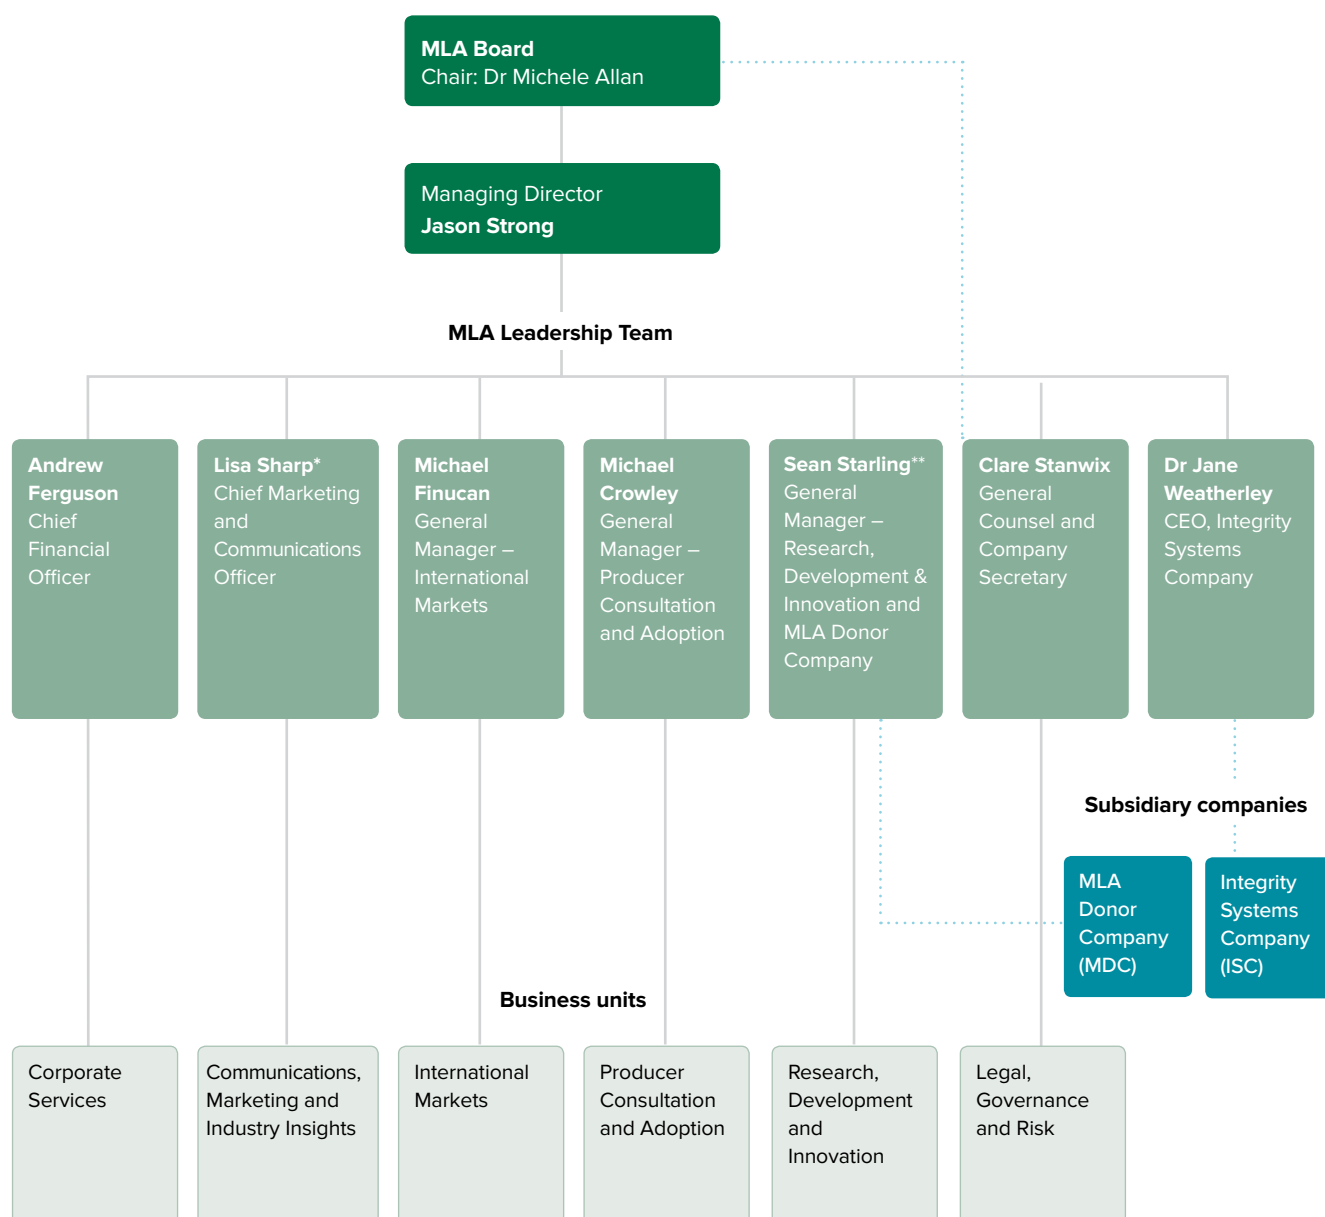 MLA Board
Chair: Dr Michele Allan
Managing Director
Jason Strong
MLA Leadership Team
Andrew
Ferguson
Chief
Financial
Officer
Lisa Sharp*
Chief Marketing
and
Communications
Officer
Michael
Finucan
General
Manager –
International
Markets
Michael
Crowley
General
Manager –
Producer
Consultation
and Adoption
Sean Starling**
General
Manager –
Research,
Development &
Innovation and
MLA Donor
Company
Clare Stanwix
General
Counsel and
Company
Secretary
Dr Jane
Weatherley
CEO, Integrity
Systems
Company
Subsidiary companies
MLA
Donor
Company
(MDC)
Integrity
Systems
Company
(ISC)
Business units
Corporate
Services
Communications,
Marketing and
Industry Insights
International
Markets
Producer
Consultation
and Adoption
Research,
Development
and
Innovation
Legal,
Governance
and Risk